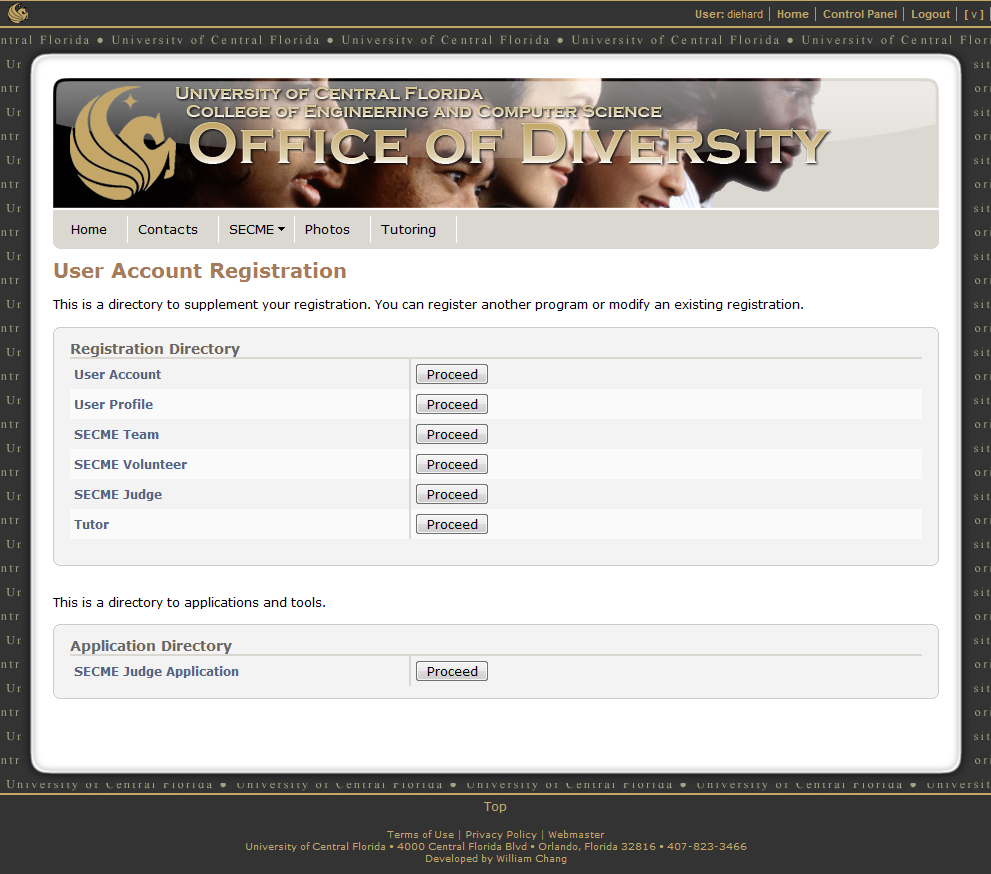 User: diehard | Home | Control Panel | Logout | [ v ]
ntral Florida • University of Central Florida • University of Central Florida • University of Central Florida • University of Central Flori
University of Central Florida
College of Engineering and Computer Science
Office of Diversity
Home Contacts SECME Photos Tutoring
User Account Registration
This is a directory to supplement your registration. You can register another program or modify an existing registration.
Registration Directory
User Account Proceed
User Profile Proceed
SECME Team Proceed
SECME Volunteer Proceed
SECME Judge Proceed
Tutor Proceed
This is a directory to applications and tools.
Application Directory
SECME Judge Application Proceed
University of Central Florida • University of Central Florida • University of Central Florida • University of Central Florida • Universit
Top
Terms of Use | Privacy Policy | Webmaster
University of Central Florida • 4000 Central Florida Blvd • Orlando, Florida 32816 • 407-823-3466
Developed by William Chang